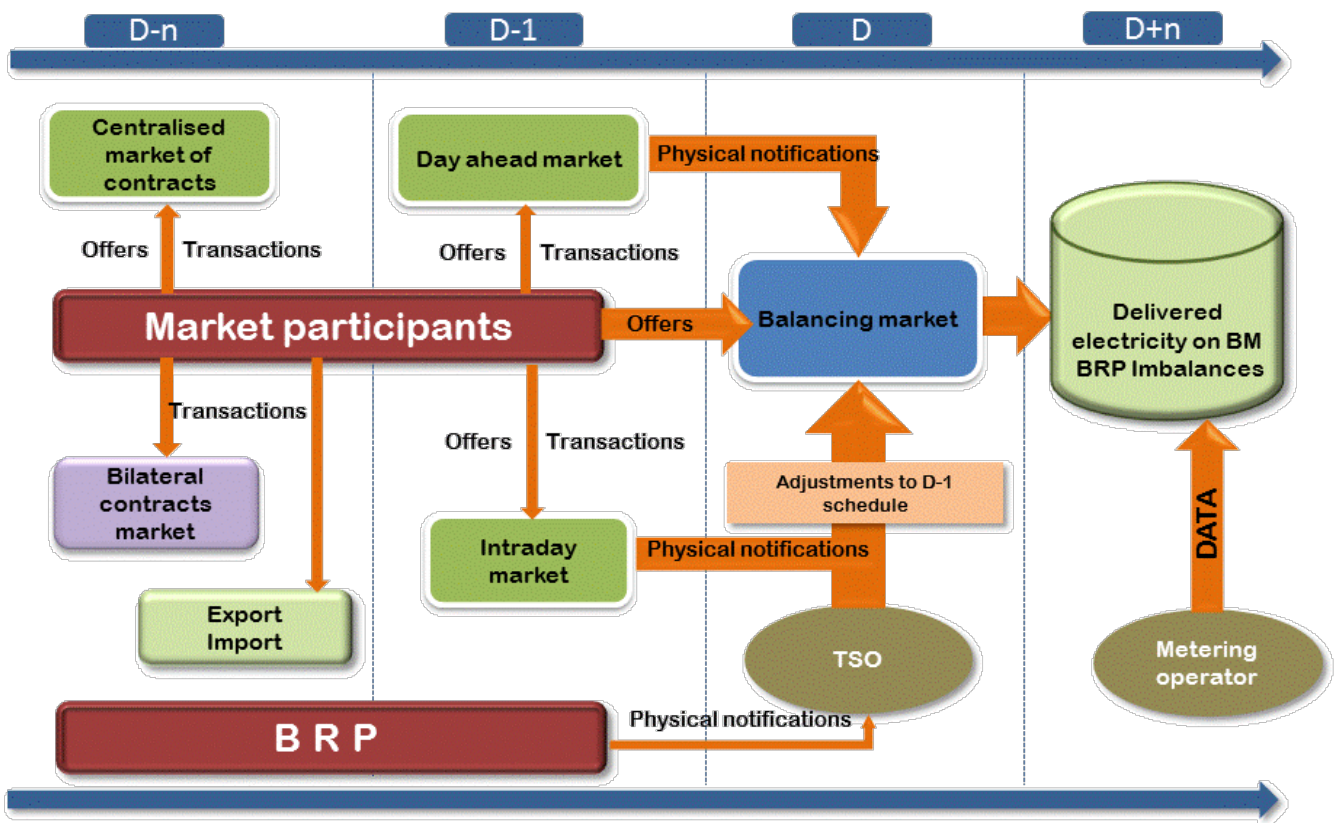 D-n
D-1
D
D+n
Centralised
market of
contracts
Day ahead market
Physical notifications
Offers
Transactions
Offers
Transactions
Market participants
Offers
Balancing market
Delivered
electricity on BM
BRP Imbalances
Transactions
Offers
Transactions
Bilateral
contracts
market
Adjustments to D-1
schedule
Intraday
market
Physical notifications
DATA
Export
Import
TSO
Metering
operator
B R P
Physical notifications